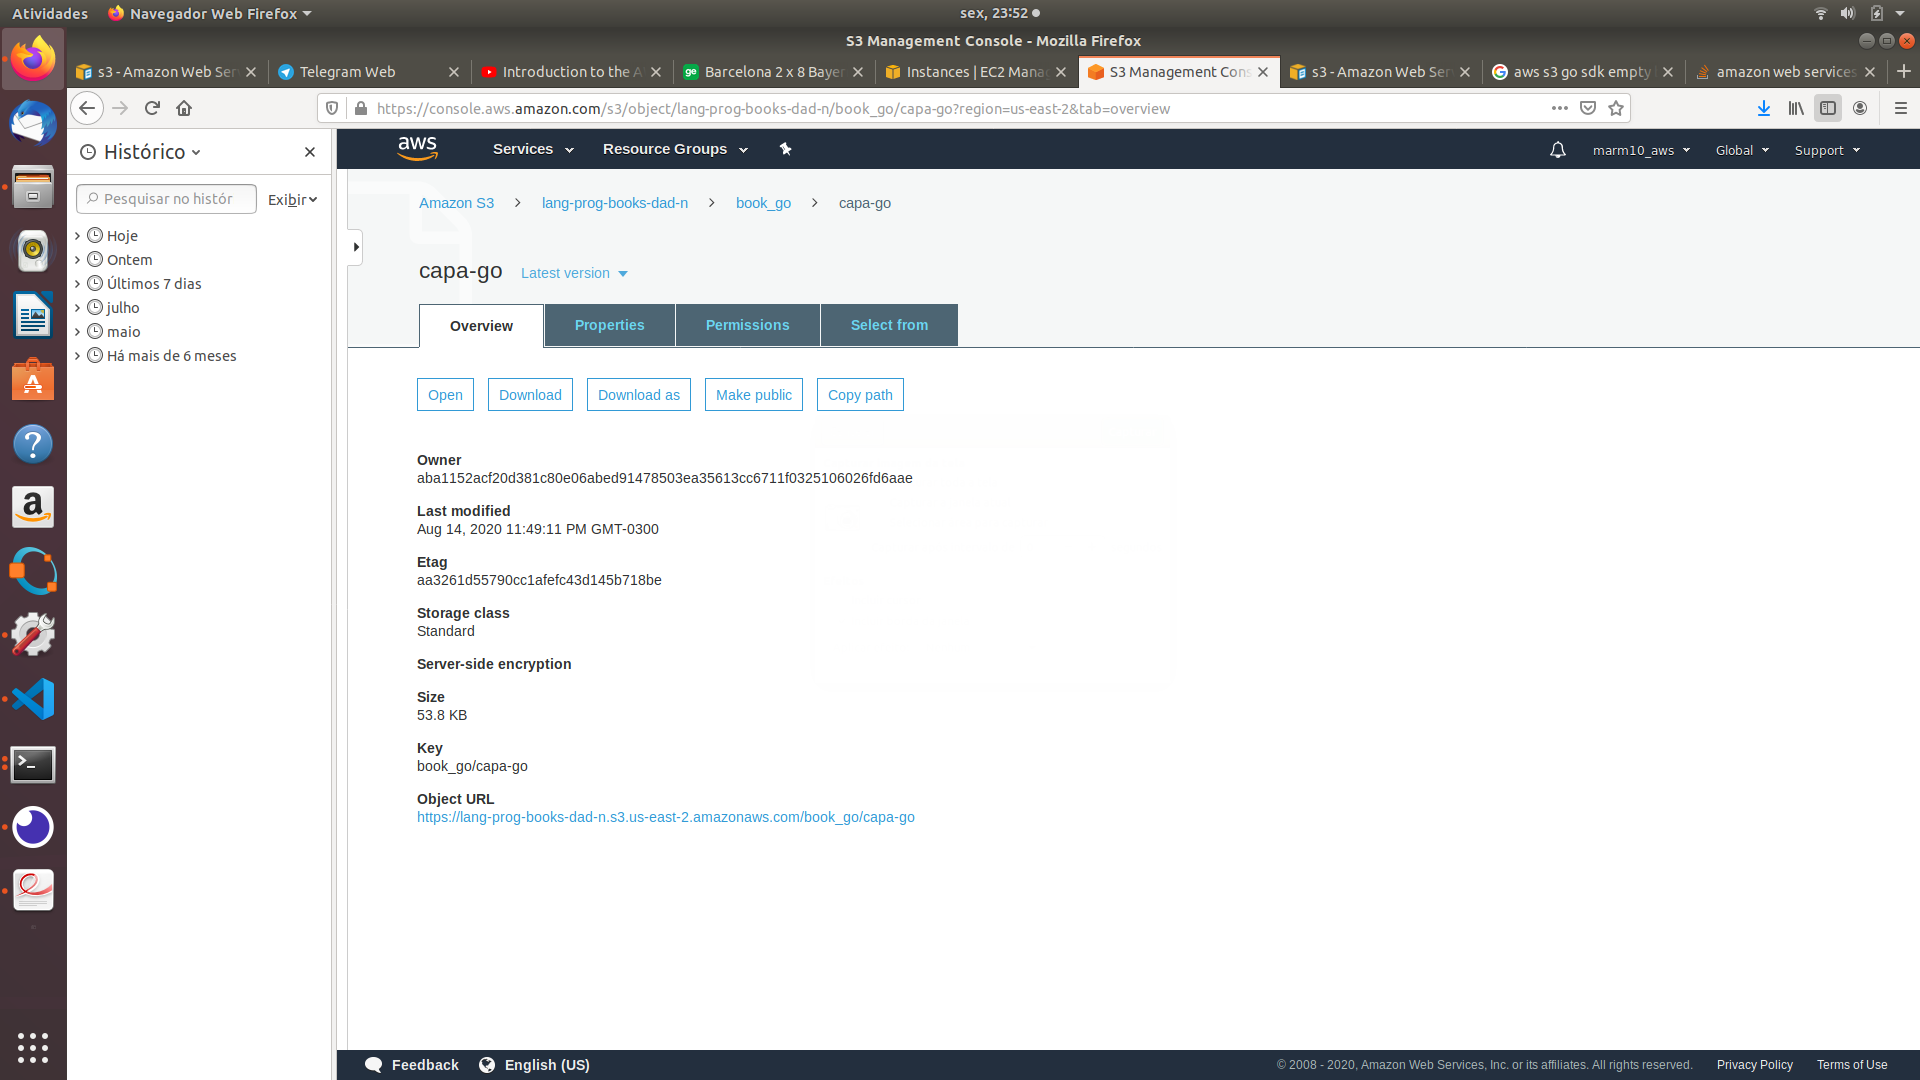 Atividades
Navegador Web Firefox
sex, 23:52
S3 Management Console - Mozilla Firefox
s3 - Amazon Web Ser
Telegram Web
Introduction to the A
Barcelona 2 x 8 Bayer
Instances | EC2 Manag
S3 Management Cons
s3 - Amazon Web Ser
aws s3 go sdk empty
amazon web services
https://console.aws.amazon.com/s3/object/lang-prog-books-dad-n/book_go/capa-go?region=us-east-2&tab=overview
Histórico
Pesquisar no histór
Exibir
Hoje
Ontem
Últimos 7 dias
julho
maio
Há mais de 6 meses
aws
Services
Resource Groups
marm10_aws
Global
Support
Amazon S3
lang-prog-books-dad-n
book_go
capa-go
capa-go
Latest version
Overview
Properties
Permissions
Select from
Open
Download
Download as
Make public
Copy path
Owner
aba1152acf20d381c80e06abed91478503ea35613cc6711f0325106026fd6aae
Last modified
Aug 14, 2020 11:49:11 PM GMT-0300
Etag
aa3261d55790cc1afefc43d145b718be
Storage class
Standard
Server-side encryption
Size
53.8 KB
Key
book_go/capa-go
Object URL
https://lang-prog-books-dad-n.s3.us-east-2.amazonaws.com/book_go/capa-go
Feedback
English (US)
© 2008 - 2020, Amazon Web Services, Inc. or its affiliates. All rights reserved.
Privacy Policy
Terms of Use